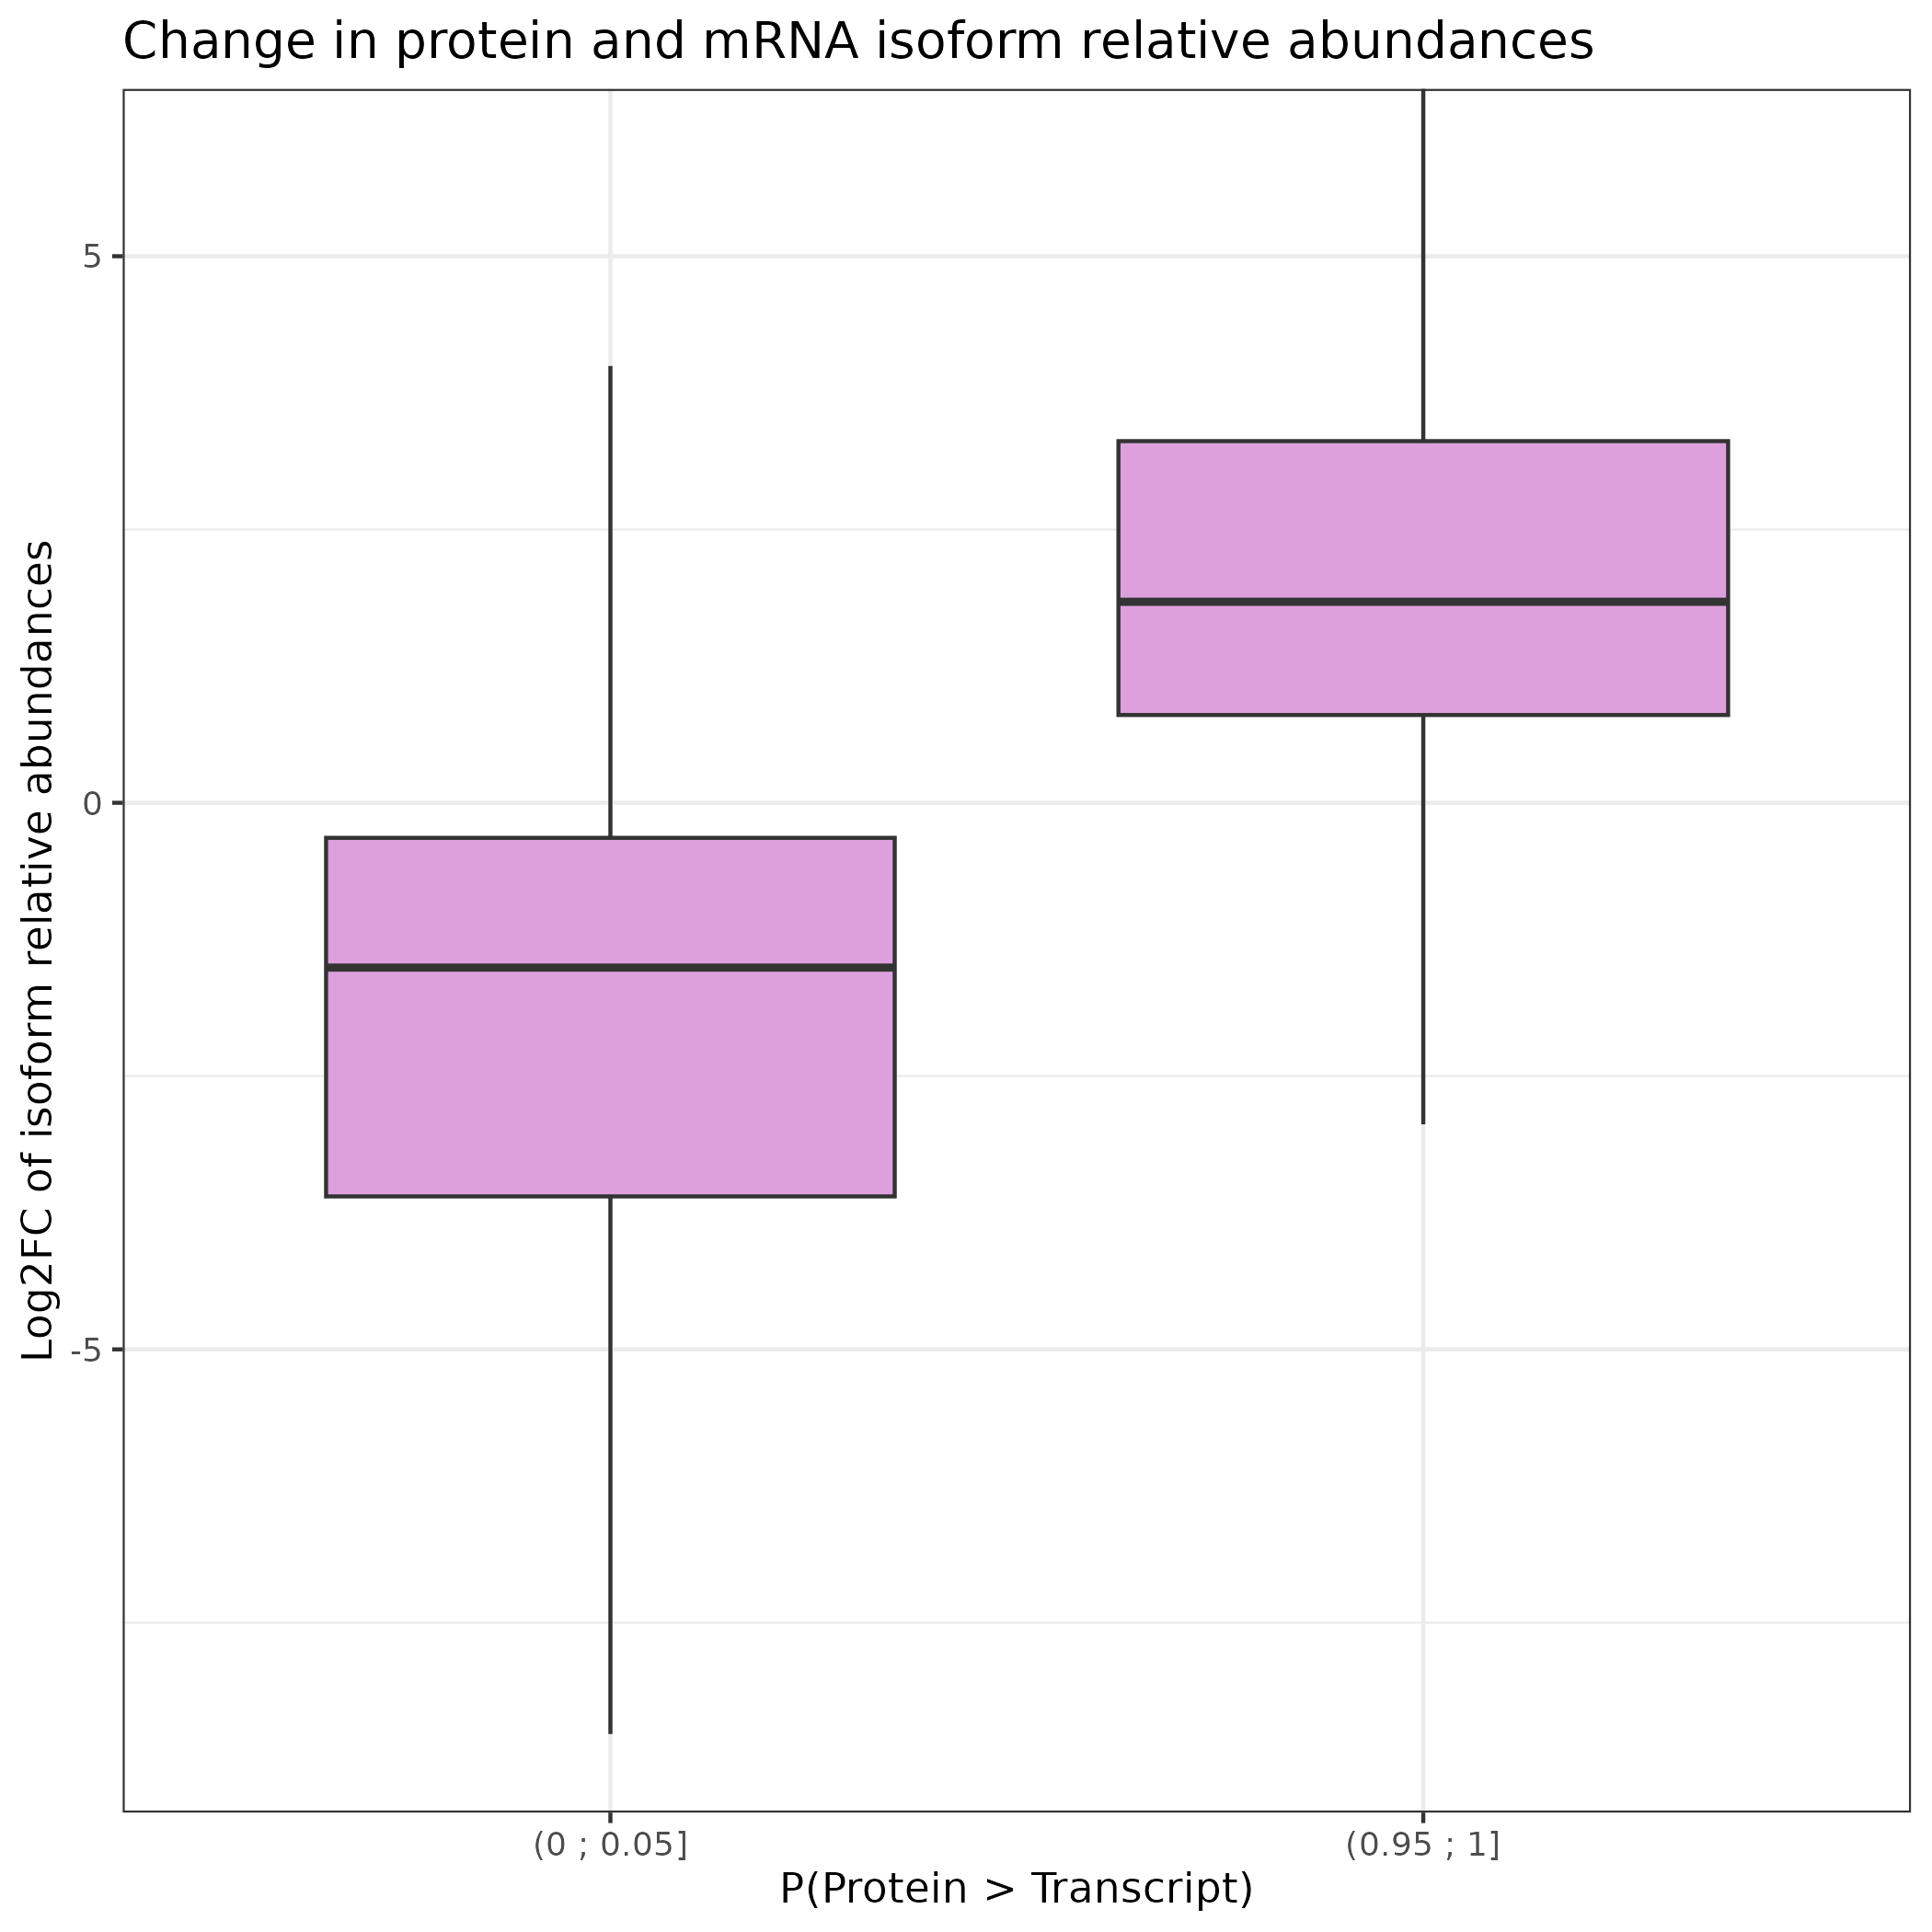 Change in protein and mRNA isoform relative abundances
Log2FC of isoform relative abundances
5
0
-5
(0 ; 0.05]
(0.95 ; 1]
P(Protein > Transcript)